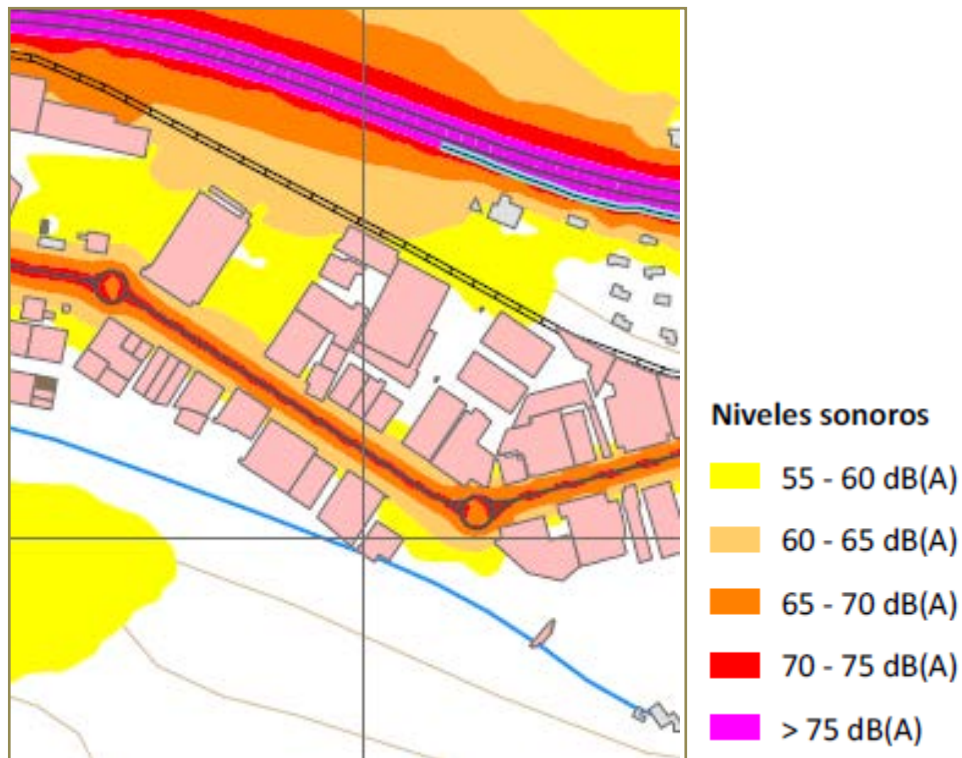 Niveles sonoros
55 - 60 dB(A)
60 - 65 dB(A)
65 - 70 dB(A)
70 - 75 dB(A)
> 75 dB(A)